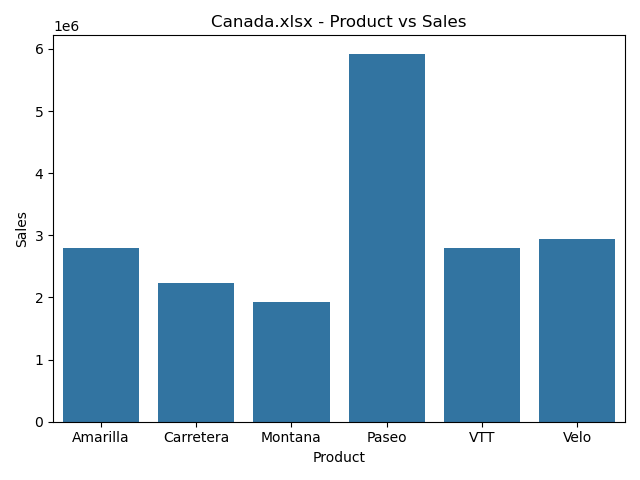 Canada.xlsx - Product vs Sales
1e6
6
5
4
3
2
1
0
Sales
Amarilla Carretera Montana Paseo VTT Velo
Product